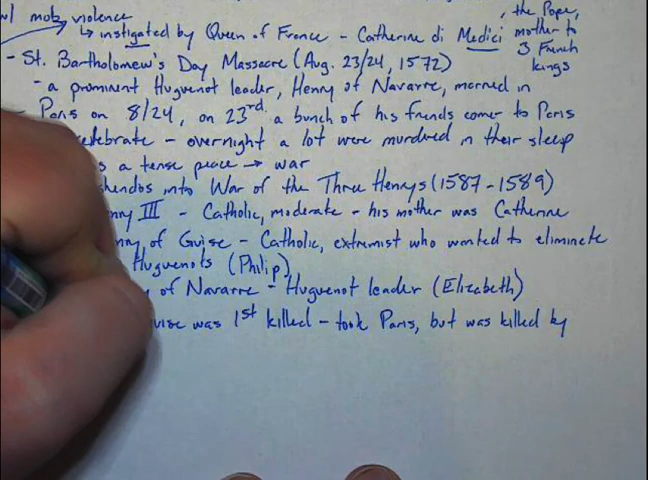 w/ mob violence , the Pope,
↳ instigated by Queen of France - Catherine di Medici mother to
3 French
kings
- St. Bartholomew's Day Massacre (Aug. 23/24, 1572)
- a prominent Huguenot leader, Henry of Navarre, married in
Paris on 8/24, on 23rd a bunch of his friends come to Paris
- overnight a lot were murdred in their sleep
s a tense peace → war
into War of the Three Henrys (1587-1589)
III - Catholic, moderate - his mother was Catherine
of Guise - Catholic, extremist who wanted to eliminate
Huguenots (Philip)
of Navarre - Huguenot leader (Elizabeth)
was 1st killed - took Paris, but was killed by